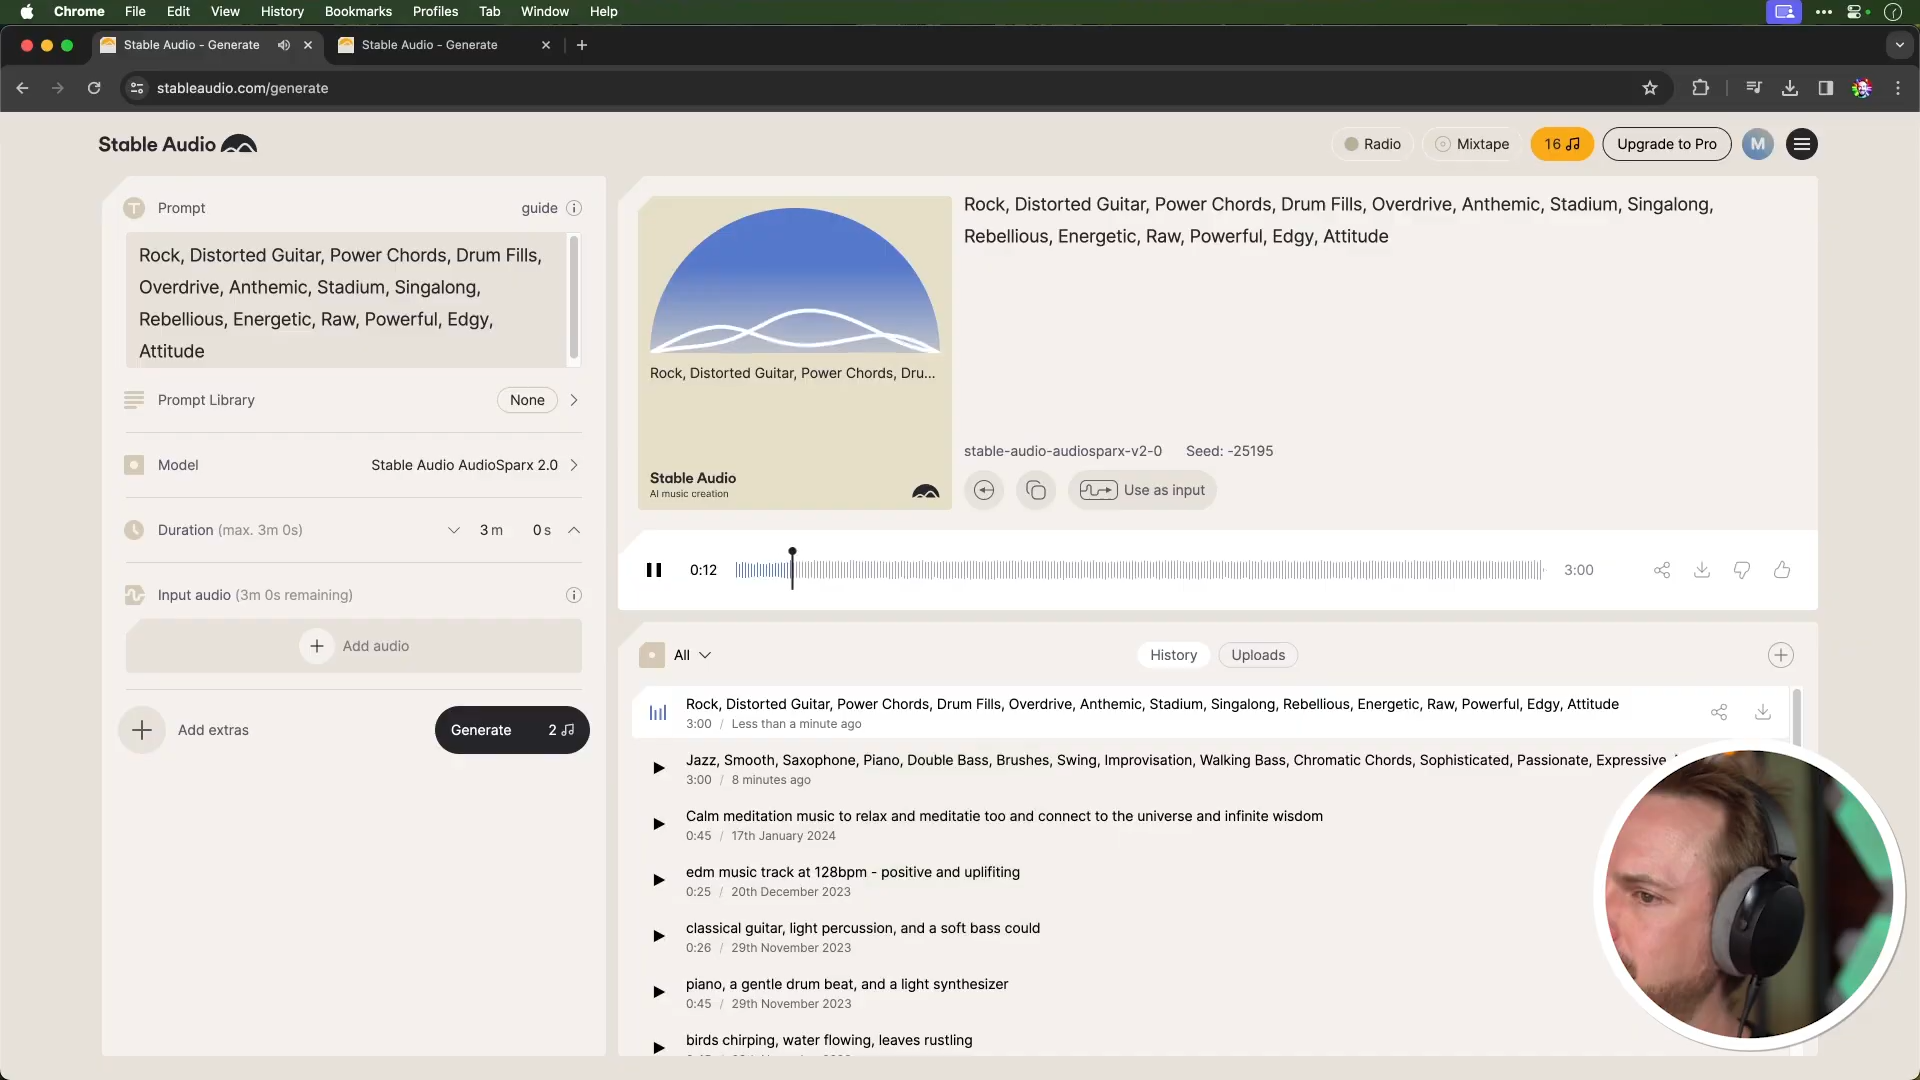 Chrome File Edit View History Bookmarks Profiles Tab Window Help
Stable Audio - Generate
Stable Audio - Generate
stableaudio.com/generate
Stable Audio
Radio
Mixtape
16
Upgrade to Pro
M
Prompt
guide
Rock, Distorted Guitar, Power Chords, Drum Fills,
Overdrive, Anthemic, Stadium, Singalong,
Rebellious, Energetic, Raw, Powerful, Edgy,
Attitude
Prompt Library
None
Model
Stable Audio AudioSparx 2.0
Duration (max. 3m 0s)
3 m 0 s
Input audio (3m 0s remaining)
Add audio
Add extras
Generate 2
Rock, Distorted Guitar, Power Chords, Dru...
Stable Audio
AI music creation
Rock, Distorted Guitar, Power Chords, Drum Fills, Overdrive, Anthemic, Stadium, Singalong,
Rebellious, Energetic, Raw, Powerful, Edgy, Attitude
stable-audio-audiosparx-v2-0 Seed: -25195
Use as input
0:12
3:00
All
History
Uploads
Rock, Distorted Guitar, Power Chords, Drum Fills, Overdrive, Anthemic, Stadium, Singalong, Rebellious, Energetic, Raw, Powerful, Edgy, Attitude
3:00 / Less than a minute ago
Jazz, Smooth, Saxophone, Piano, Double Bass, Brushes, Swing, Improvisation, Walking Bass, Chromatic Chords, Sophisticated, Passionate, Expressive,
3:00 / 8 minutes ago
Calm meditation music to relax and meditatie too and connect to the universe and infinite wisdom
0:45 / 17th January 2024
edm music track at 128bpm - positive and uplifiting
0:25 / 20th December 2023
classical guitar, light percussion, and a soft bass could
0:26 / 29th November 2023
piano, a gentle drum beat, and a light synthesizer
0:45 / 29th November 2023
birds chirping, water flowing, leaves rustling